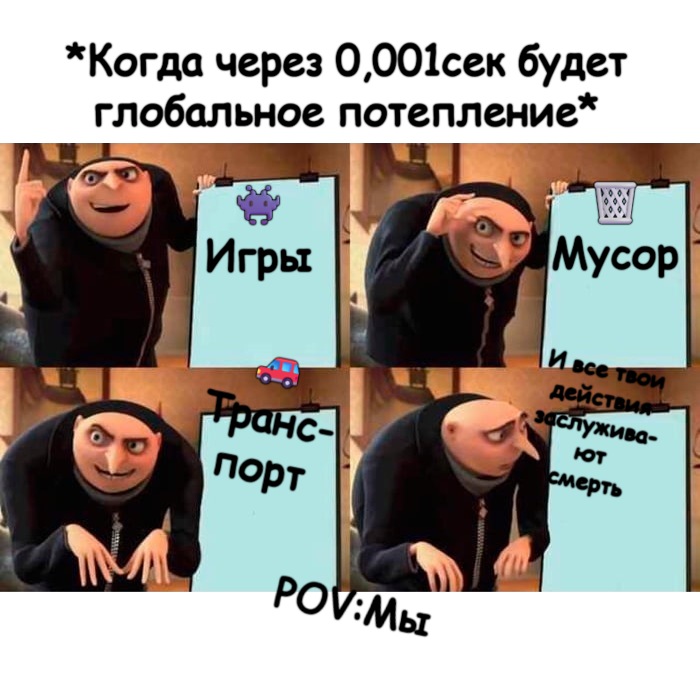 *Когда через 0,001сек будет
глобальное потепление*
Игры
Мусор
Транс-
порт
И все твои
действия
заслужива-
ют
смерть
POV:Мы